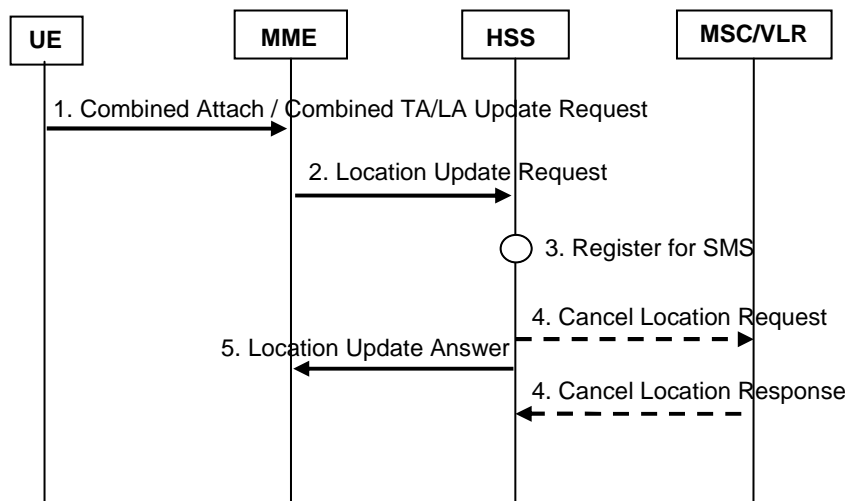 UE
MME
HSS
MSC/VLR
1. Combined Attach / Combined TA/LA Update Request
2. Location Update Request
3. Register for SMS
4. Cancel Location Request
5. Location Update Answer
4. Cancel Location Response